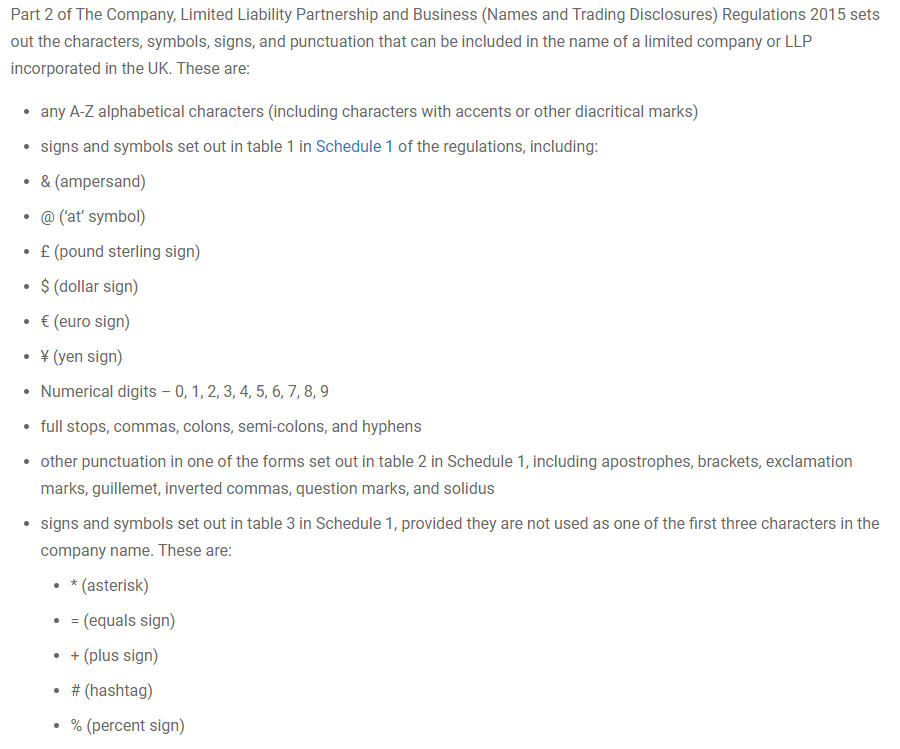 Part 2 of The Company, Limited Liability Partnership and Business (Names and Trading Disclosures) Regulations 2015 sets
out the characters, symbols, signs, and punctuation that can be included in the name of a limited company or LLP
incorporated in the UK. These are:
• any A-Z alphabetical characters (including characters with accents or other diacritical marks)
• signs and symbols set out in table 1 in Schedule 1 of the regulations, including:
• & (ampersand)
• @ (‘at’ symbol)
• £ (pound sterling sign)
• $ (dollar sign)
• € (euro sign)
• ¥ (yen sign)
• Numerical digits – 0, 1, 2, 3, 4, 5, 6, 7, 8, 9
• full stops, commas, colons, semi-colons, and hyphens
• other punctuation in one of the forms set out in table 2 in Schedule 1, including apostrophes, brackets, exclamation
marks, guillemet, inverted commas, question marks, and solidus
• signs and symbols set out in table 3 in Schedule 1, provided they are not used as one of the first three characters in the
company name. These are:
• * (asterisk)
• = (equals sign)
• + (plus sign)
• # (hashtag)
• % (percent sign)